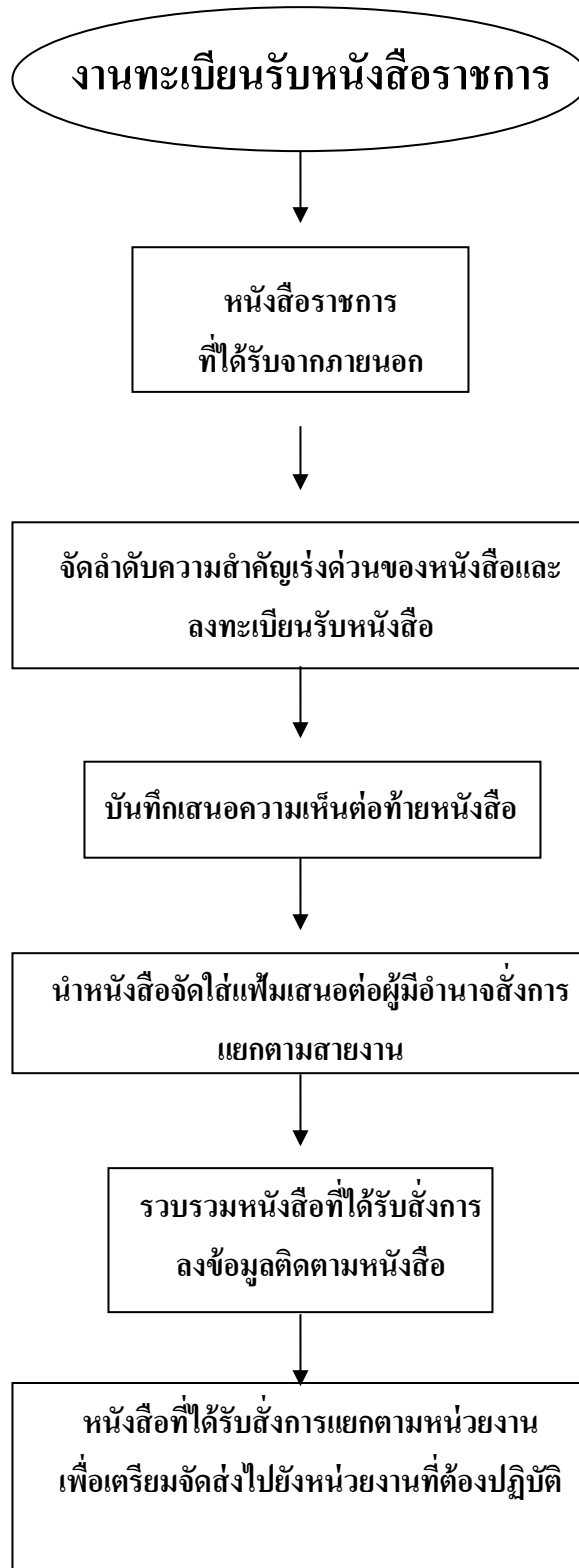 งานทะเบียนรับหนังสือราชการ
หนังสือราชการ
ที่ได้รับจากภายนอก
จัดลำดับความสำคัญเร่งด่วนของหนังสือและ
ลงทะเบียนรับหนังสือ
บันทึกเสนอความเห็นต่อท้ายหนังสือ
นำหนังสือจัดใส่แฟ้มเสนอต่อผู้มีอำนาจสั่งการ
แยกตามสายงาน
รวบรวมหนังสือที่ได้รับสั่งการ
ลงข้อมูลติดตามหนังสือ
หนังสือที่ได้รับสั่งการแยกตามหน่วยงาน
เพื่อเตรียมจัดส่งไปยังหน่วยงานที่ต้องปฏิบัติ